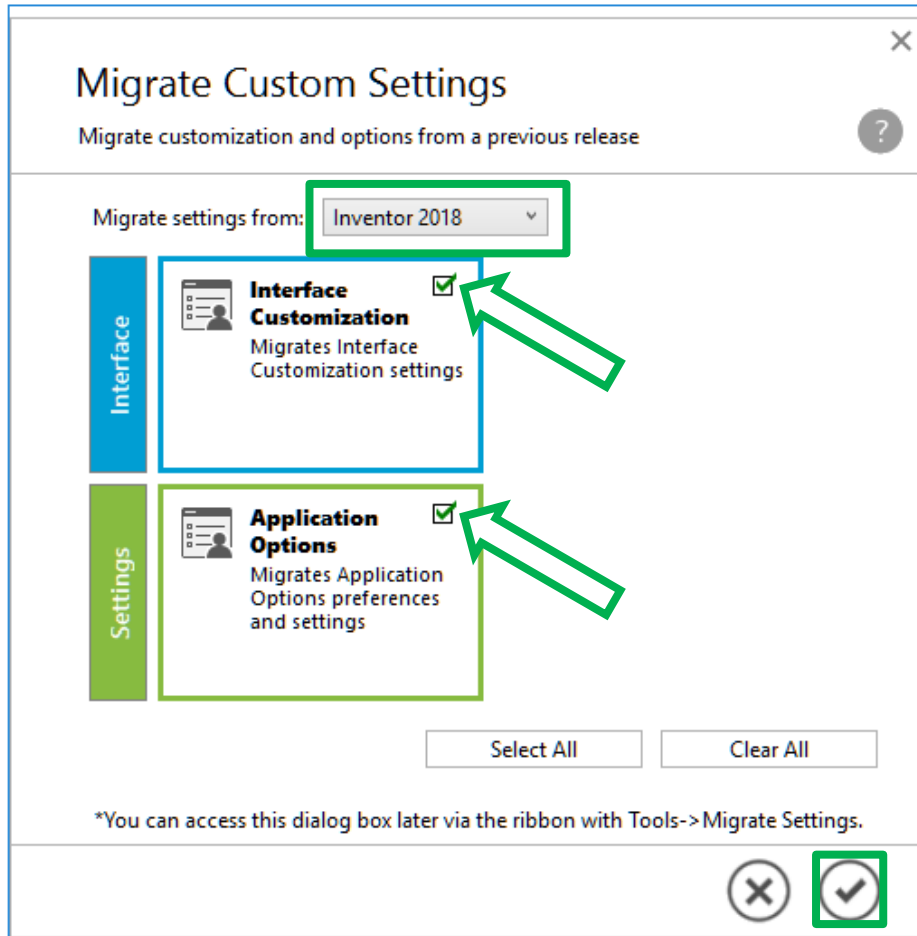 Migrate Custom Settings
Migrate customization and options from a previous release
?
Migrate settings from: Inventor 2018
Interface
Interface
Customization
Migrates Interface
Customization settings
Settings
Application
Options
Migrates Application
Options preferences
and settings
Select All Clear All
*You can access this dialog box later via the ribbon with Tools->Migrate Settings.